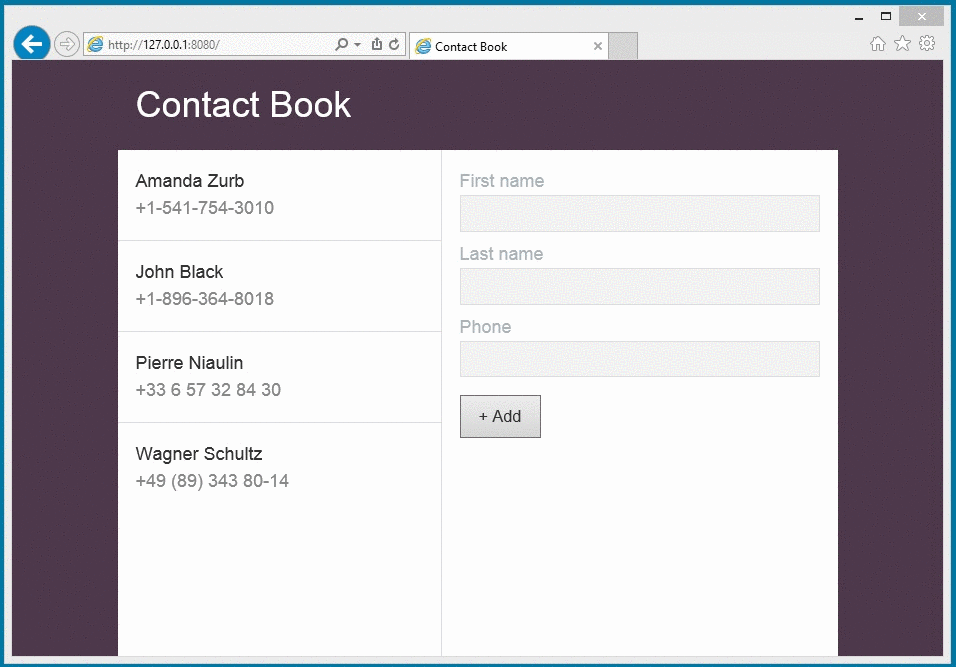 http://127.0.0.1:8080/
Contact Book
Contact Book
Amanda Zurb
+1-541-754-3010
John Black
+1-896-364-8018
Pierre Niaulin
+33 6 57 32 84 30
Wagner Schultz
+49 (89) 343 80-14
First name
Last name
Phone
+ Add